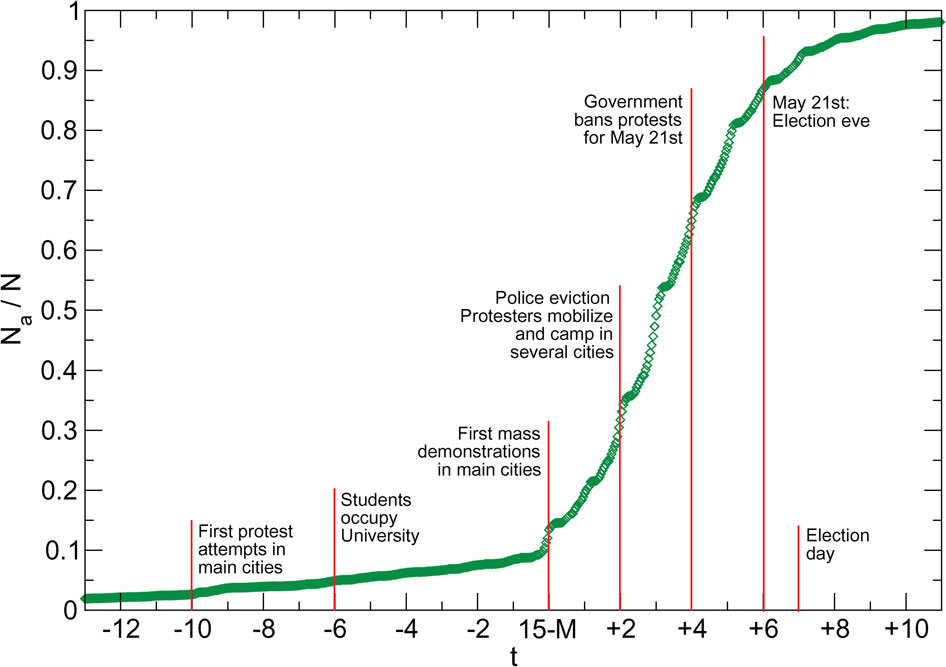 1
0.9
0.8
0.7
0.6
0.5
0.4
0.3
0.2
0.1
0
N_a / N
Government
bans protests
for May 21st
May 21st:
Election eve
Police eviction
Protesters mobilize
and camp in
several cities
First mass
demonstrations
in main cities
Students
occupy
University
First protest
attempts in
main cities
Election
day
-12 -10 -8 -6 -4 -2 15-M +2 +4 +6 +8 +10
t